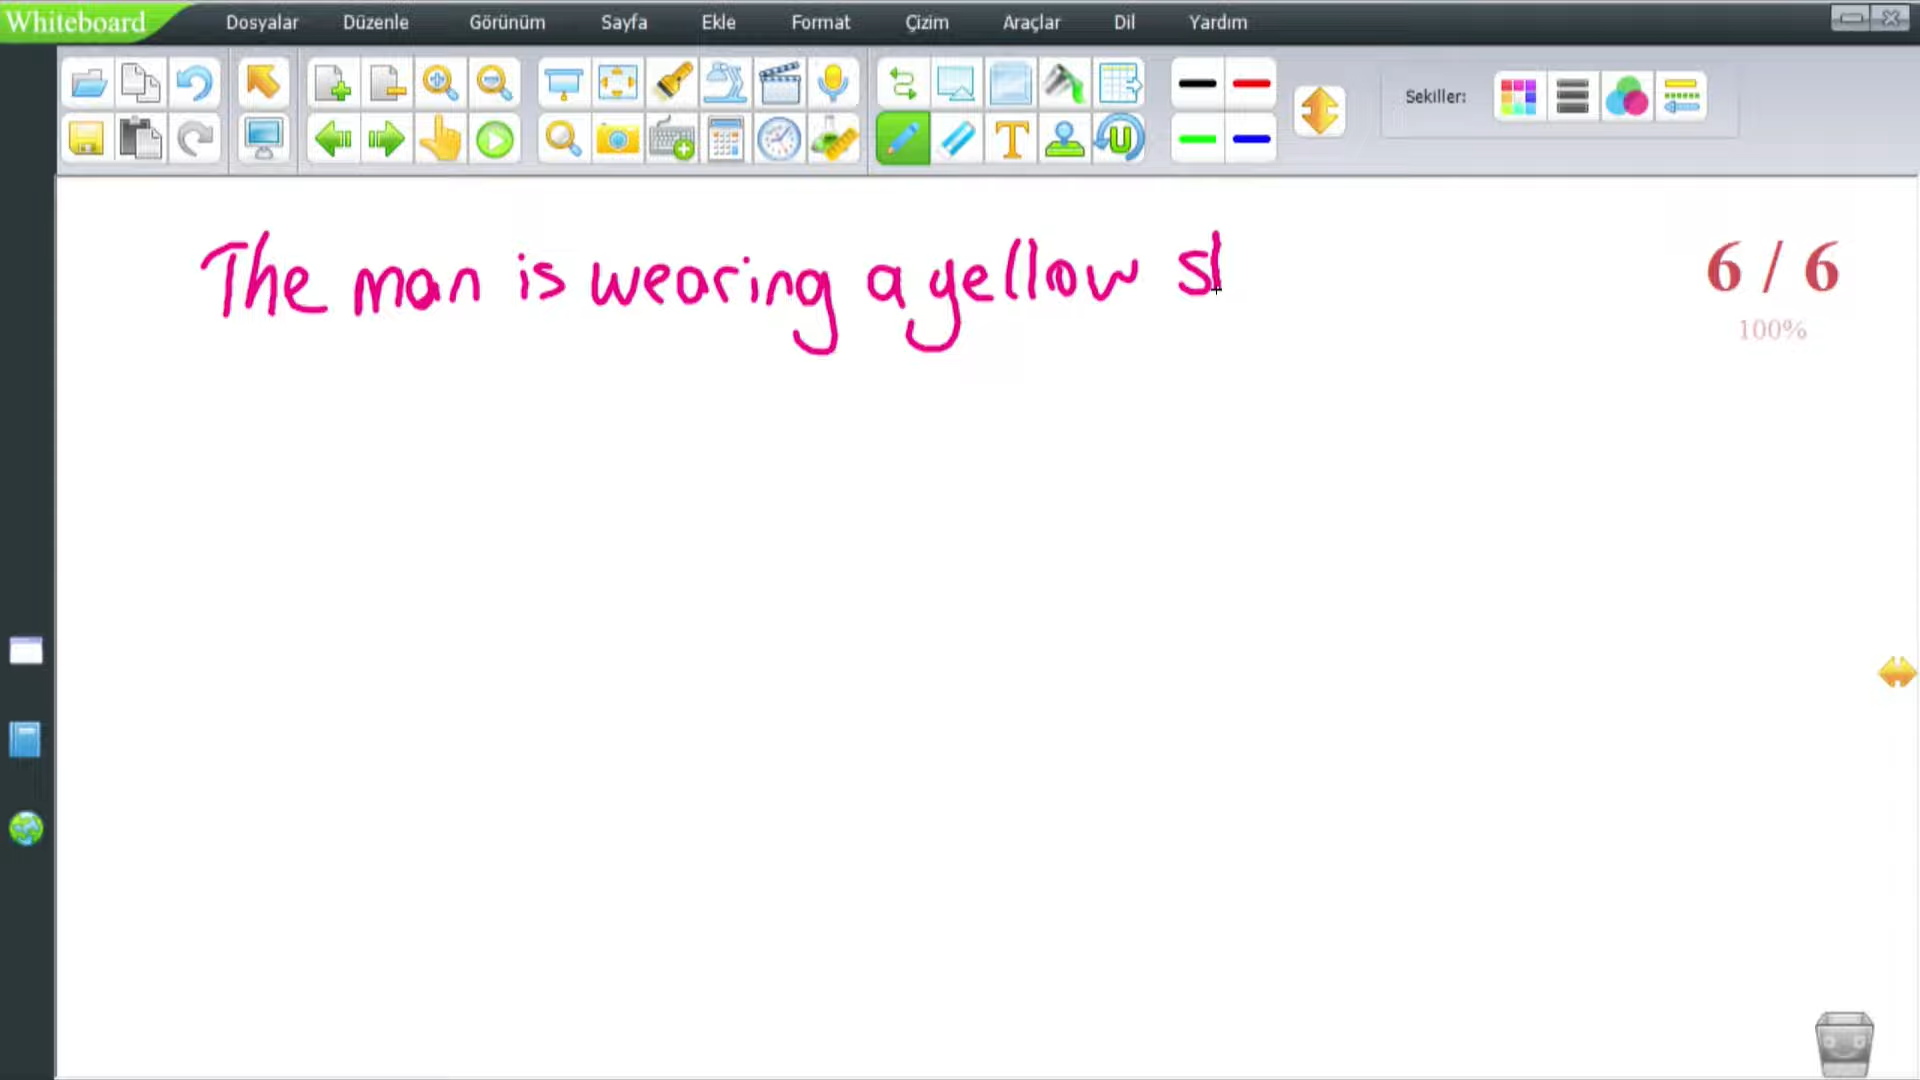 Whiteboard Dosyalar Düzenle Görünüm Sayfa Ekle Format Çizim Araçlar Dil Yardım
Sekiller:
The man is wearing a yellow s
6 / 6
100%